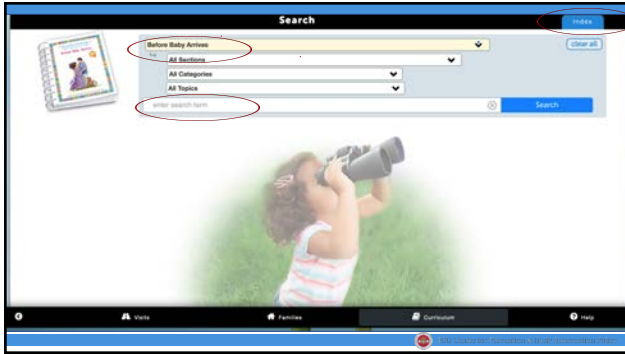 Search
Index
Before Baby Arrives
clear all
All Sections
All Categories
All Topics
enter search term
Search
Visits
Families
Curriculum
Help